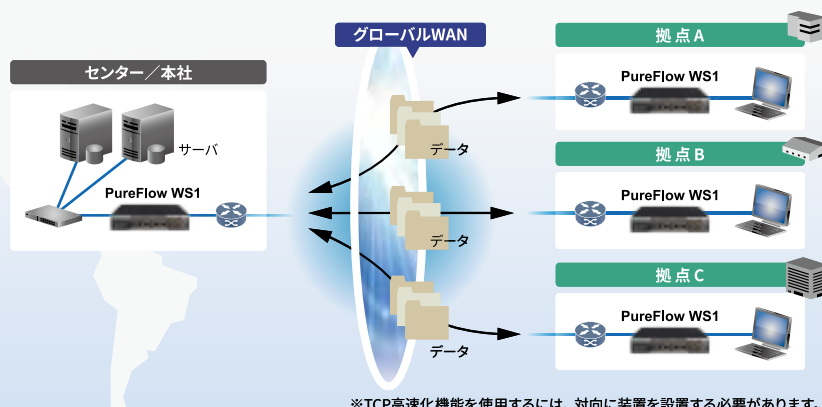 グローバルWAN
センター／本社
サーバ
PureFlow WS1
データ
データ
データ
拠点A
PureFlow WS1
拠点B
PureFlow WS1
拠点C
PureFlow WS1
※TCP高速化機能を使用するには、対向に装置を設置する必要があります。